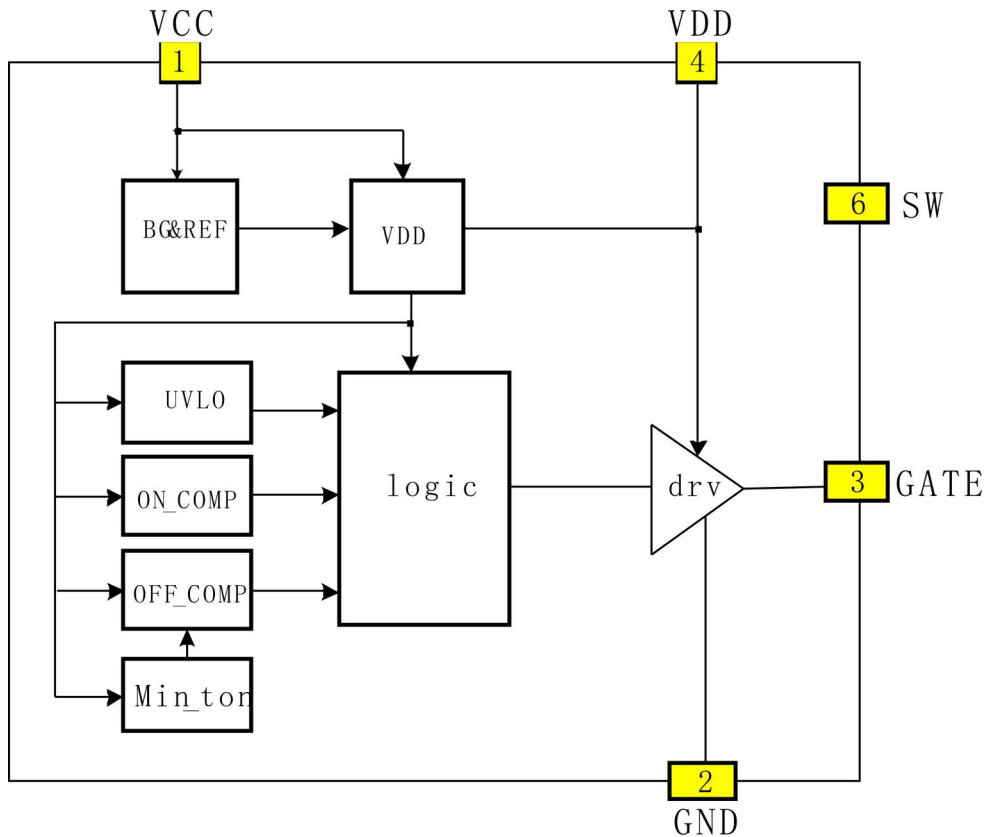 VCC
VDD
1
4
6
SW
BG&REF
VDD
UVLO
ON_COMP
OFF_COMP
Min_ton
logic
drv
3
GATE
2
GND